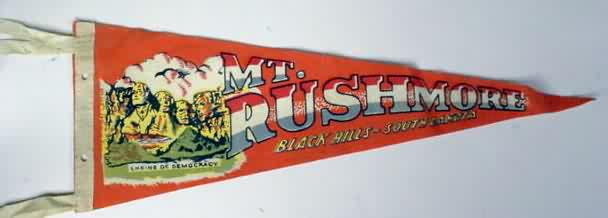 MT.
RUSHMORE
BLACK HILLS - SOUTH DAKOTA
SHRINE OF DEMOCRACY